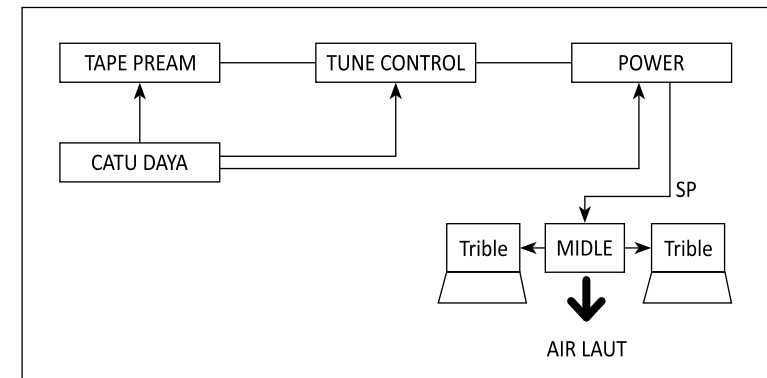 TAPE PREAM
TUNE CONTROL
POWER
CATU DAYA
SP
Trible
MIDLE
Trible
AIR LAUT